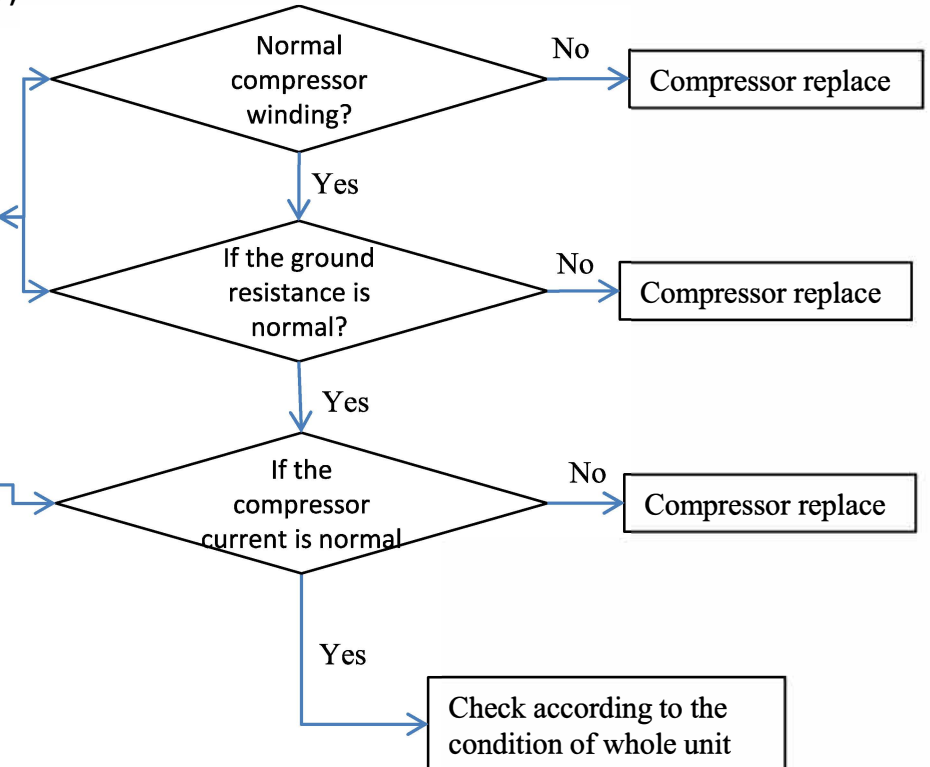 Normal
compressor
winding?
No
Compressor replace
Yes
If the ground
resistance is
normal?
No
Compressor replace
Yes
If the
compressor
current is normal
No
Compressor replace
Yes
Check according to the
condition of whole unit